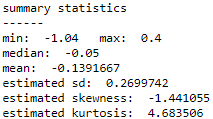 summary statistics
------
min:  -1.04   max:  0.4
median:  -0.05
mean:  -0.1391667
estimated sd:  0.2699742
estimated skewness:  -1.441055
estimated kurtosis:  4.683506